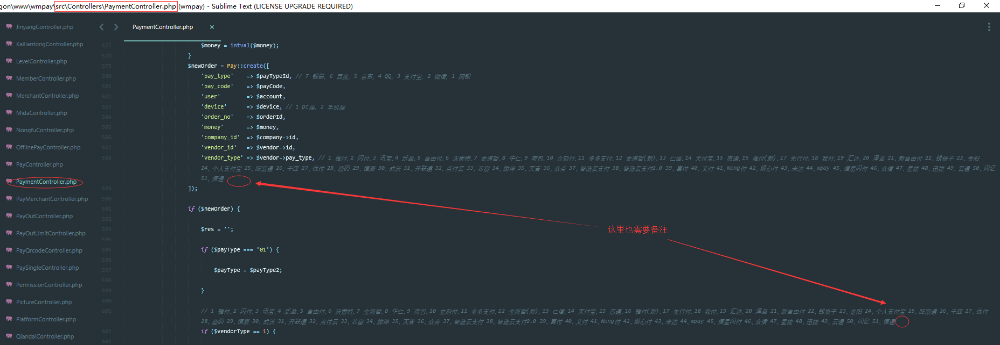 gon\www\wmpay\src\Controllers\PaymentController.php (wmpay) - Sublime Text (LICENSE UPGRADE REQUIRED)
JinyangController.php
KailiantongController.php
LevelController.php
MemberController.php
MerchantController.php
MidaController.php
NongfuController.php
OfflinePayController.php
PayController.php
PaymentController.php
PayMerchantController.php
PayOutController.php
PayOutLimitController.php
PayQrcodeController.php
PaySingleController.php
PermissionController.php
PictureController.php
PlatformController.php
QiandaiController.php
PaymentController.php ×
577 $money = intval($money);
578 }
579 $newOrder = Pay::create([
580 'pay_type' => $payTypeId, // 7 银联, 6 百度, 5 京东, 4 QQ, 3 支付宝, 2 微信, 1 网银
581 'pay_code' => $payCode,
582 'user' => $account,
583 'device' => $device, // 1 pc端, 2 手机端
584 'order_no' => $orderId,
585 'money' => $money,
586 'company_id' => $company->id,
587 'vendor_id' => $vendor->id,
588 'vendor_type' => $vendor->pay_type, // 1 雅付、2 闪付、3 讯宝、4 乐盈、5 自由付、6 沃雷特、7 金海哲、8 华仁、9 荷包、10 立刻付、11 多多支付、12 金海哲(新)、13 仁信、14 天付宝、15 高通、16 雅付(新)、17 先行付、18 我付、19 汇达、20 泽圣 21、新自由付 22、钱袋子 23、金阳
24、个人支付宝 25、旺富通 26、千应 27、优付 28、商码 29、恒辰 30、成沃 31、开联通 32、点付云 33、芯富 34、滕坤 35、天吉 36、众点 37、智能云支付 38、智能云支付2.0 39、喜付 40、艾付 41、Nong付 42、顺心付 43、米达 44、wpay 45、恒星闪付 46、众信 47、星捷 48、迅捷 49、云通 50、闪亿
51、恒通
589 ]);
590
591 if ($newOrder) {
592
593 $res = '';
594
595 if ($payType === '01') {
596
597 $payType = $payType2;
598
599 }
600
601 // 1 雅付、2 闪付、3 讯宝、4 乐盈、5 自由付、6 沃雷特、7 金海哲、8 华仁、9 荷包、10 立刻付、11 多多支付、12 金海哲(新)、13 仁信、14 天付宝、15 高通、16 雅付(新)、17 先行付、18 我付、19 汇达、20 泽圣 21、新自由付 22、钱袋子 23、金阳 24、个人支付宝 25、旺富通 26、千应 27、优付
28、商码 29、恒辰 30、成沃 31、开联通 32、点付云 33、芯富 34、滕坤 35、天吉 36、众点 37、智能云支付 38、智能云支付2.0 39、喜付 40、艾付 41、Nong付 42、顺心付 43、米达 44、wpay 45、恒星闪付 46、众信 47、星捷 48、迅捷 49、云通 50、闪亿 51、恒通
602 if ($vendorType == 1) {
603
这里也需要备注